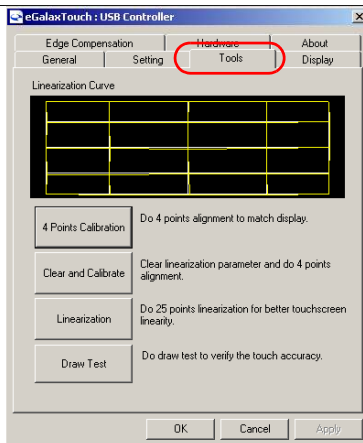 eGalaxTouch : USB Controller
Edge Compensation Hardware About
General Setting Tools Display
Linearization Curve
4 Points Calibration
Do 4 points alignment to match display.
Clear and Calibrate
Clear linearization parameter and do 4 points
alignment.
Linearization
Do 25 points linearization for better touchscreen
linearity.
Draw Test
Do draw test to verify the touch accuracy.
OK Cancel Apply